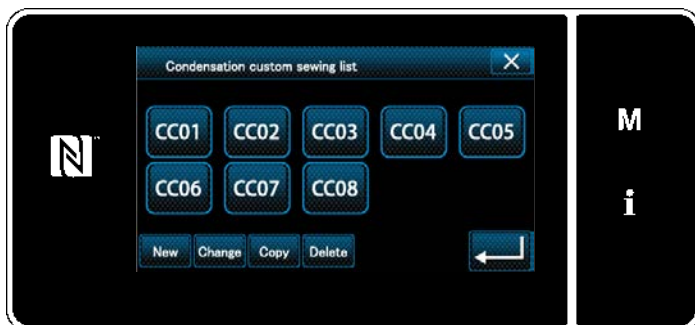 Condensation custom sewing list
CC01 CC02 CC03 CC04 CC05
CC06 CC07 CC08
New Change Copy Delete
M
i
N